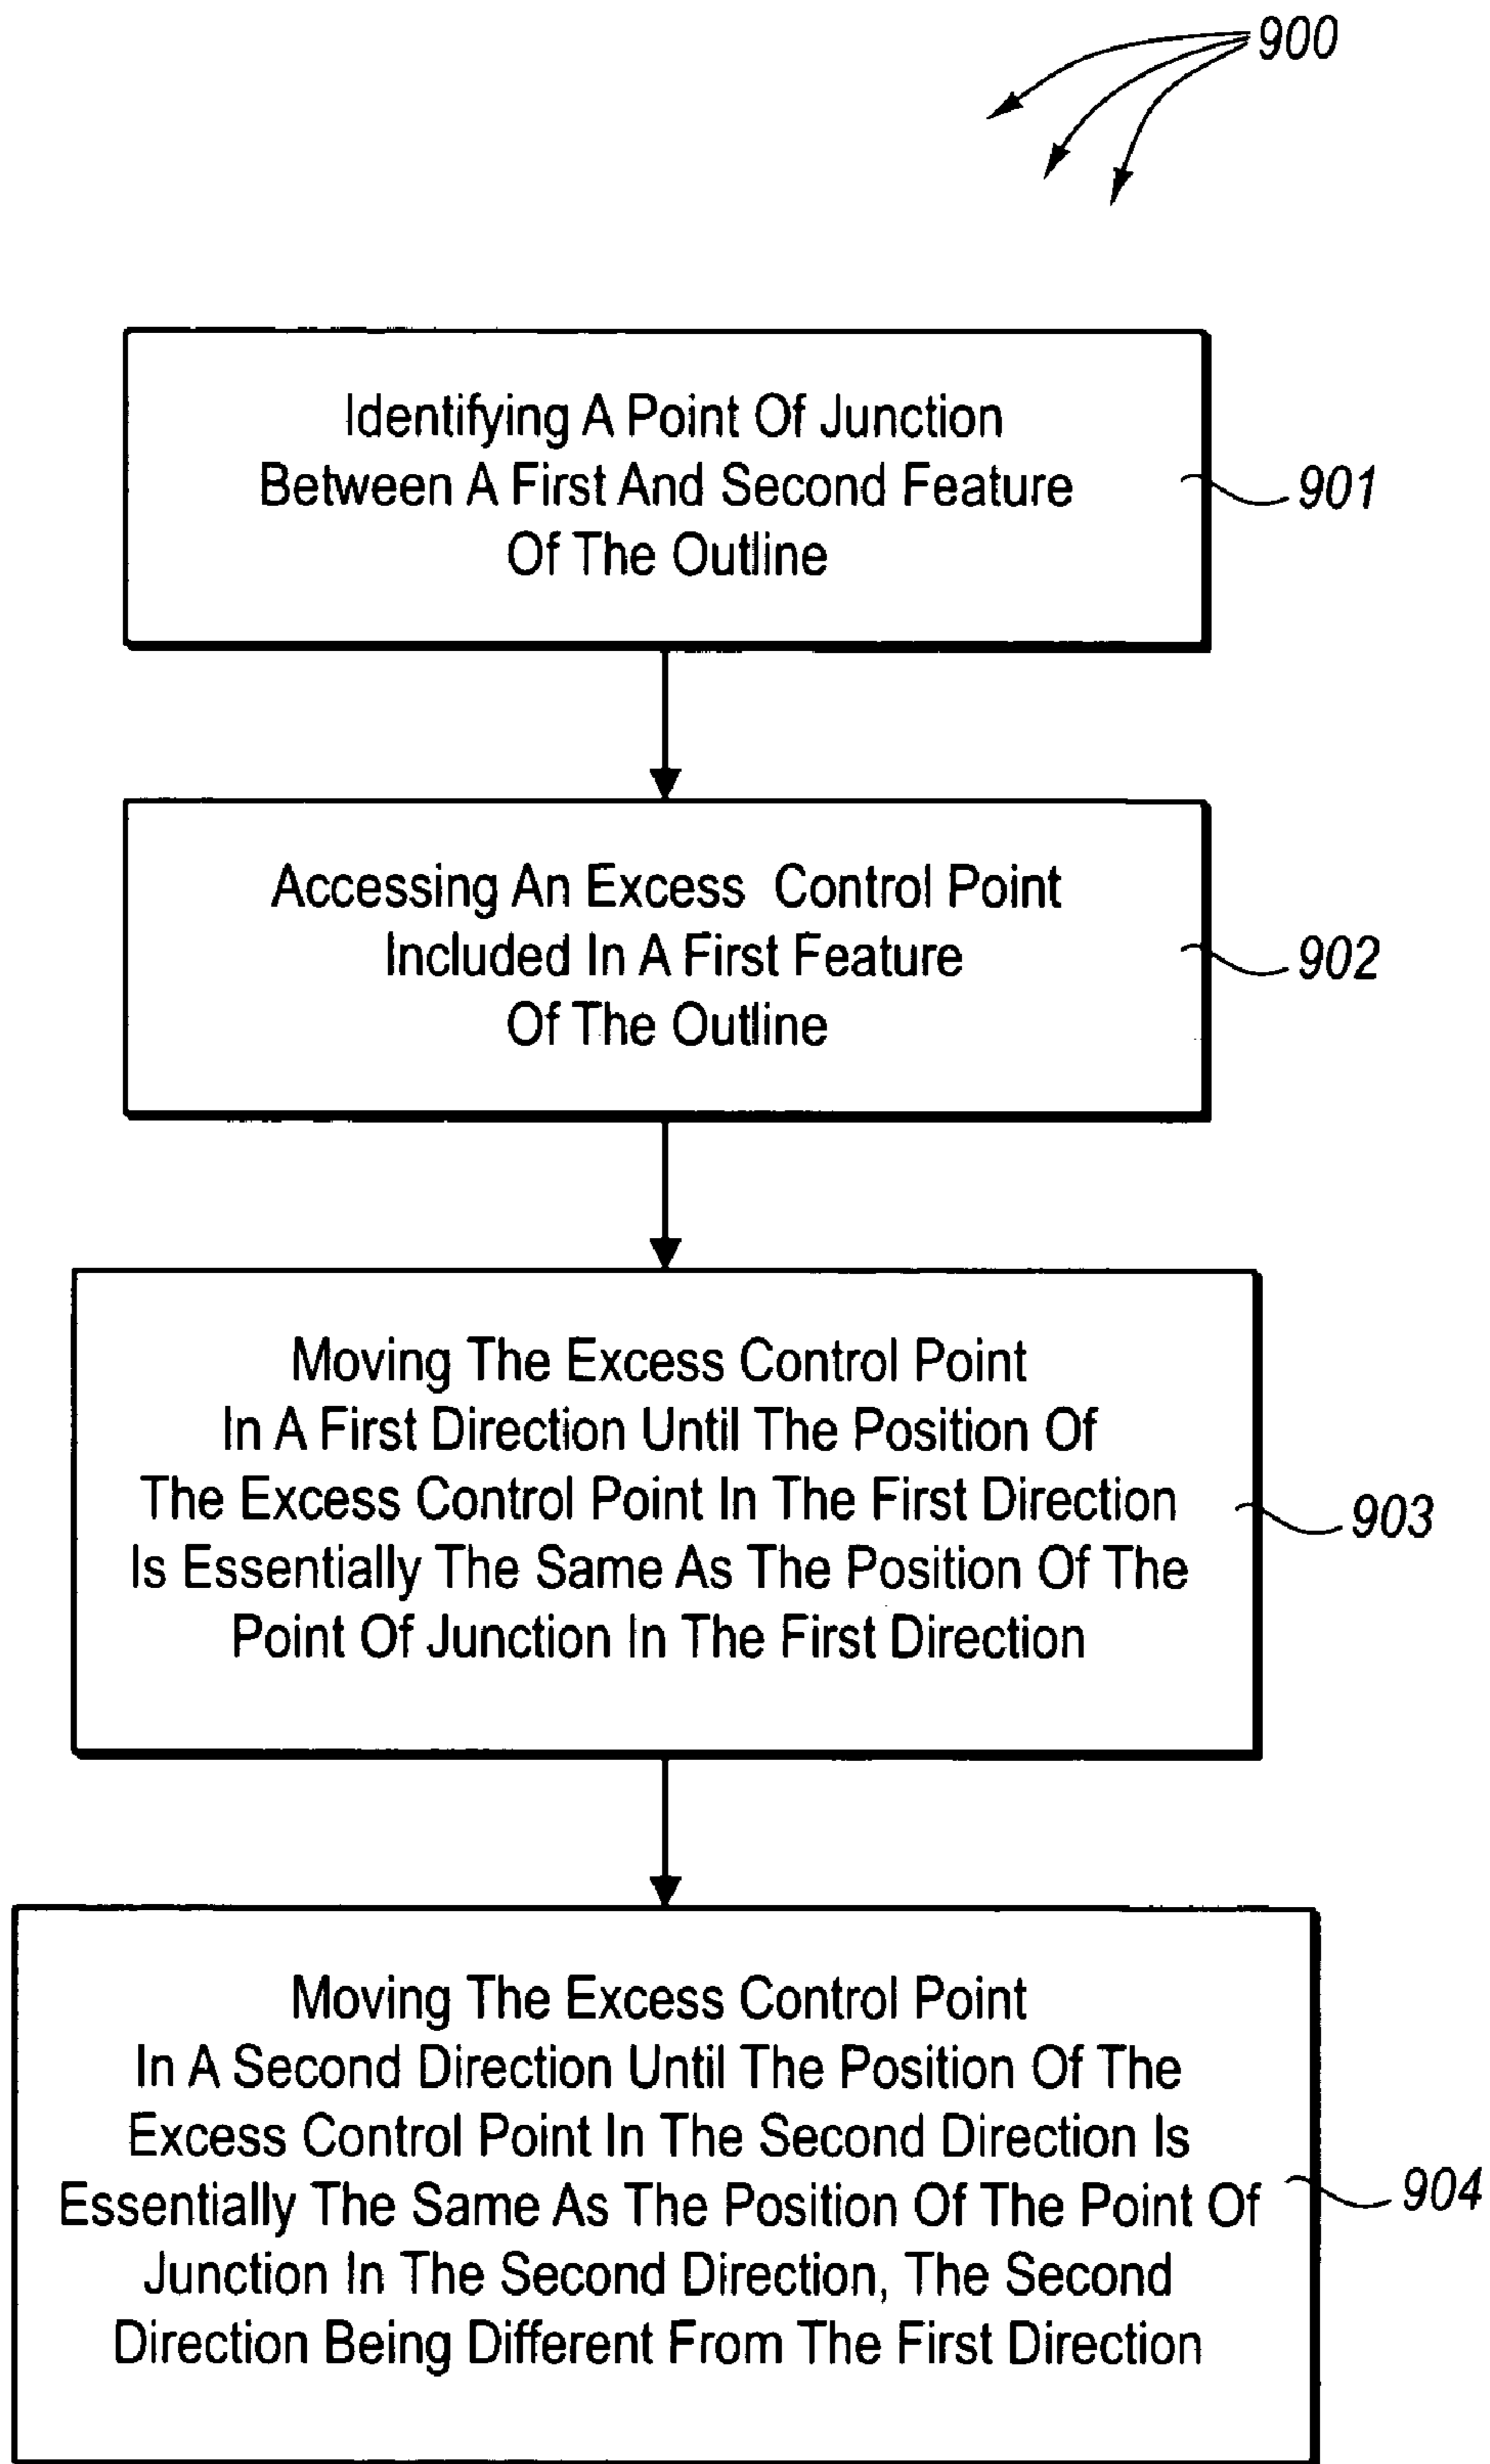 900
Identifying A Point Of Junction
Between A First And Second Feature
Of The Outline
901
Accessing An Excess Control Point
Included In A First Feature
Of The Outline
902
Moving The Excess Control Point
In A First Direction Until The Position Of
The Excess Control Point In The First Direction
Is Essentially The Same As The Position Of The
Point Of Junction In The First Direction
903
Moving The Excess Control Point
In A Second Direction Until The Position Of The
Excess Control Point In The Second Direction Is
Essentially The Same As The Position Of The Point Of
Junction In The Second Direction, The Second
Direction Being Different From The First Direction
904